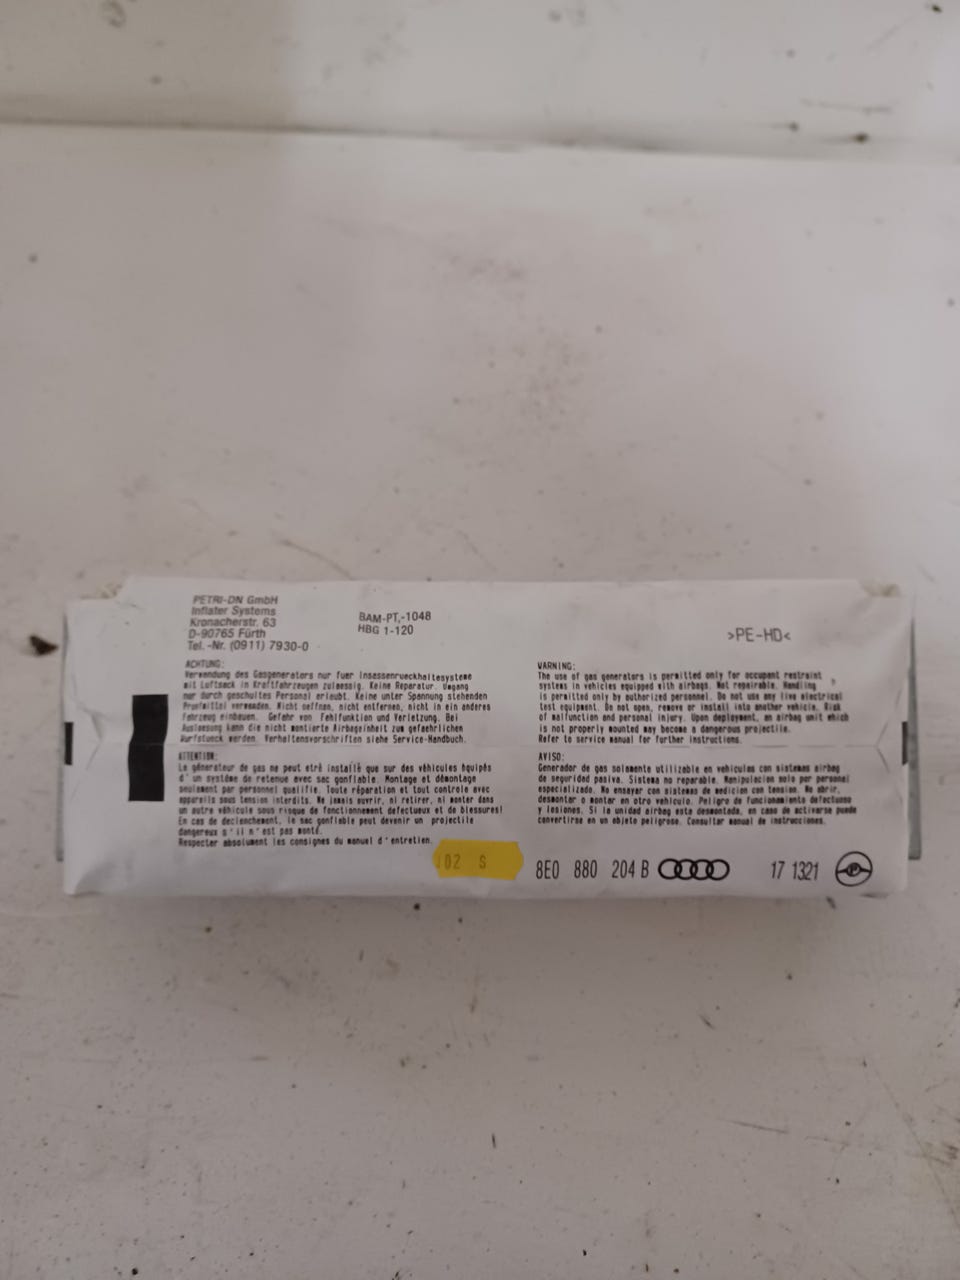 PETRI-DN GmbH
Inflater Systems
Kronacherstr. 63
D-90765 Fürth
Tel.-Nr. (0911) 7930-0
BAM-PT,-1048
HBG 1-120
>PE-HD<
ACHTUNG:
Verwendung des Gasgenerators nur fuer Insassenrueckhaltesysteme
mit Luftsack in Kraftfahrzeugen zulaessig. Keine Reparatur. Umgang
nur durch geschultes Personal erlaubt. Keine unter Spannung stehenden
Pruefmittel verwenden. Nicht oeffnen, nicht entfernen, nicht in ein anderes
Fahrzeug einbauen. Gefahr von Fehlfunktion und Verletzung. Bei
Ausloesung kann die nicht montierte Airbageinheit zum gefaehrlichen
Wurfstueck werden. Verhaltensvorschriften siehe Service-Handbuch.
WARNING:
The use of gas generators is permitted only for occupant restraint
systems in vehicles equipped with airbags. Not repairable. Handling
is permitted only by authorized personnel. Do not use any live electrical
test equipment. Do not open, remove or install into another vehicle. Risk
of malfunction and personal injury. Upon deployment, an airbag unit which
is not properly mounted may become a dangerous projectile.
Refer to service manual for further instructions.
ATTENTION:
Le génerateur de gas ne peut etré installè que sur des véhicules équipés
d'un systéme de retenue avec sac gonflable. Montage et démontage
seulement par personnel qualifie. Toute réparation et tout controle avec
appareils sous tension interdits. Ne jamais ouvrir, ni retirer, ni monter dans
un autre véhicule sous risque de fonctionnement defectueux et de blessures!
En cas de declenchement, le sac gonflable peut devenir un projectile
dangereux s'il n'est pas monté.
Respecter absolument les consignes du manuel d'entretien.
AVISO:
Generador de gas solamente utilizable en vehiculos con sistemas airbag
de seguridad pasiva. Sistema no reparable. Manipulacion solo por personal
especializado. No ensayar con sistemas de medicion con tension. No abrir,
desmontar o montar en otro vehiculo. Peligro de funcionamiento defectuoso
y lesiones. Si la unidad airbag esta desmontada, en caso de activarse puede
convertirse en un objeto peligroso. Consultar manual de instrucciones.
02 S
8E0 880 204 B
17 1321
P